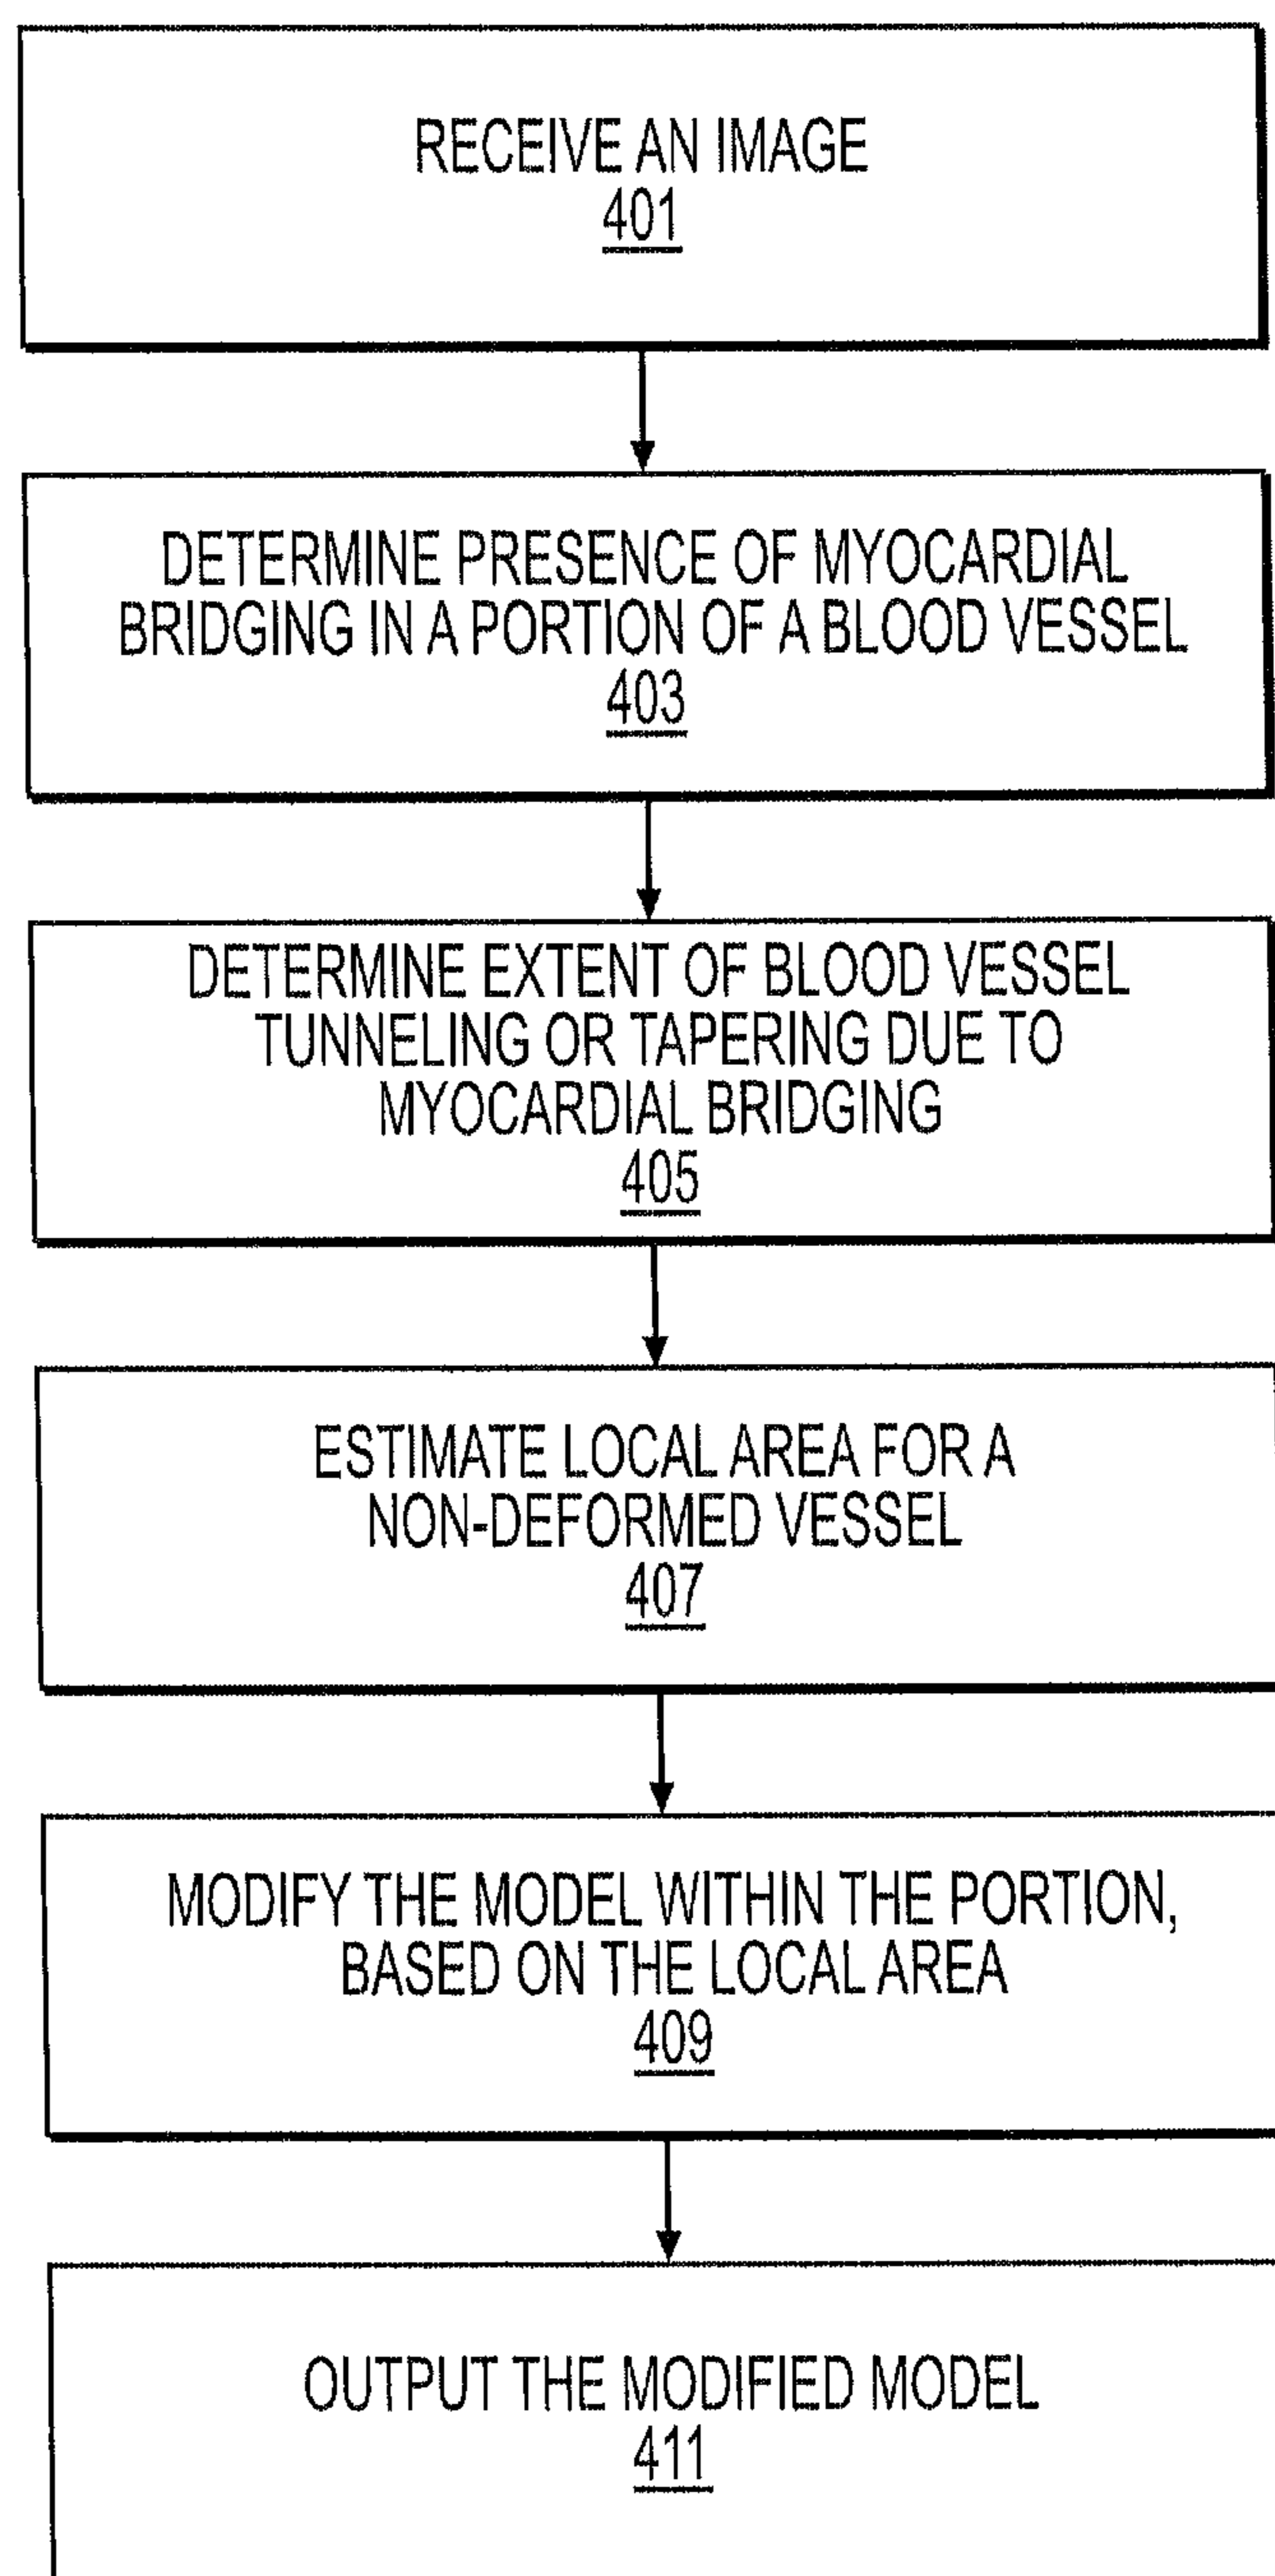 RECEIVE AN IMAGE
401
DETERMINE PRESENCE OF MYOCARDIAL
BRIDGING IN A PORTION OF A BLOOD VESSEL
403
DETERMINE EXTENT OF BLOOD VESSEL
TUNNELING OR TAPERING DUE TO
MYOCARDIAL BRIDGING
405
ESTIMATE LOCAL AREA FOR A
NON-DEFORMED VESSEL
407
MODIFY THE MODEL WITHIN THE PORTION,
BASED ON THE LOCAL AREA
409
OUTPUT THE MODIFIED MODEL
411